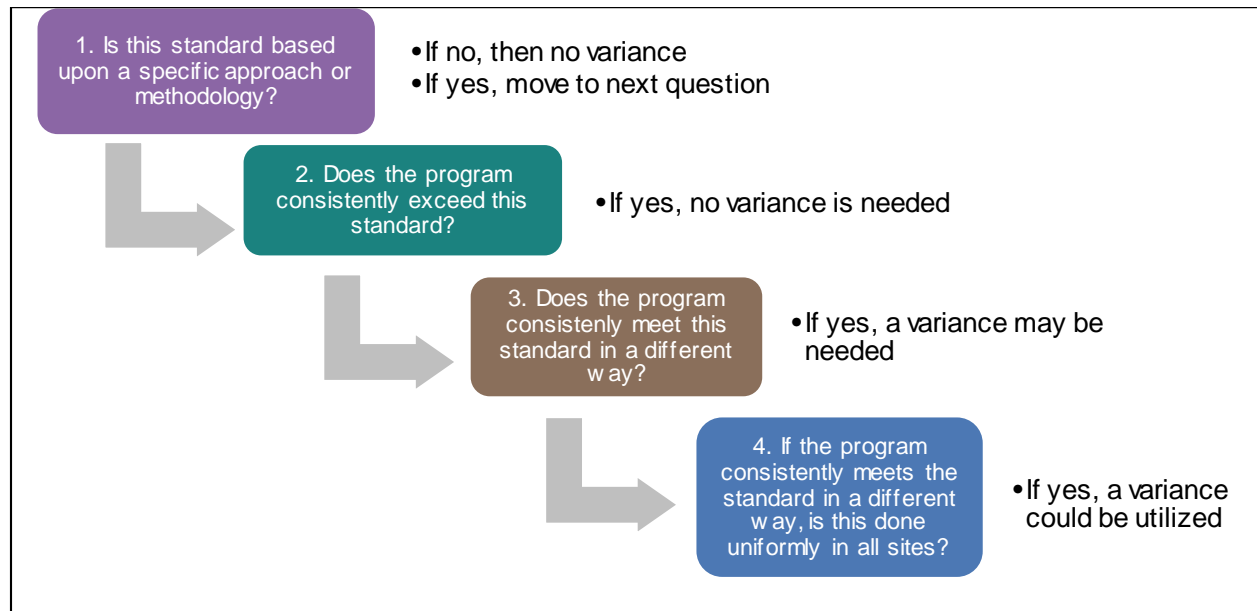 1. Is this standard based
upon a specific approach or
methodology?
•If no, then no variance
•If yes, move to next question
2. Does the program
consistently exceed this
standard?
•If yes, no variance is needed
3. Does the program
consistenly meet this
standard in a different
way?
•If yes, a variance may be
needed
4. If the program
consistently meets the
standard in a different
way, is this done
uniformly in all sites?
•If yes, a variance
could be utilized